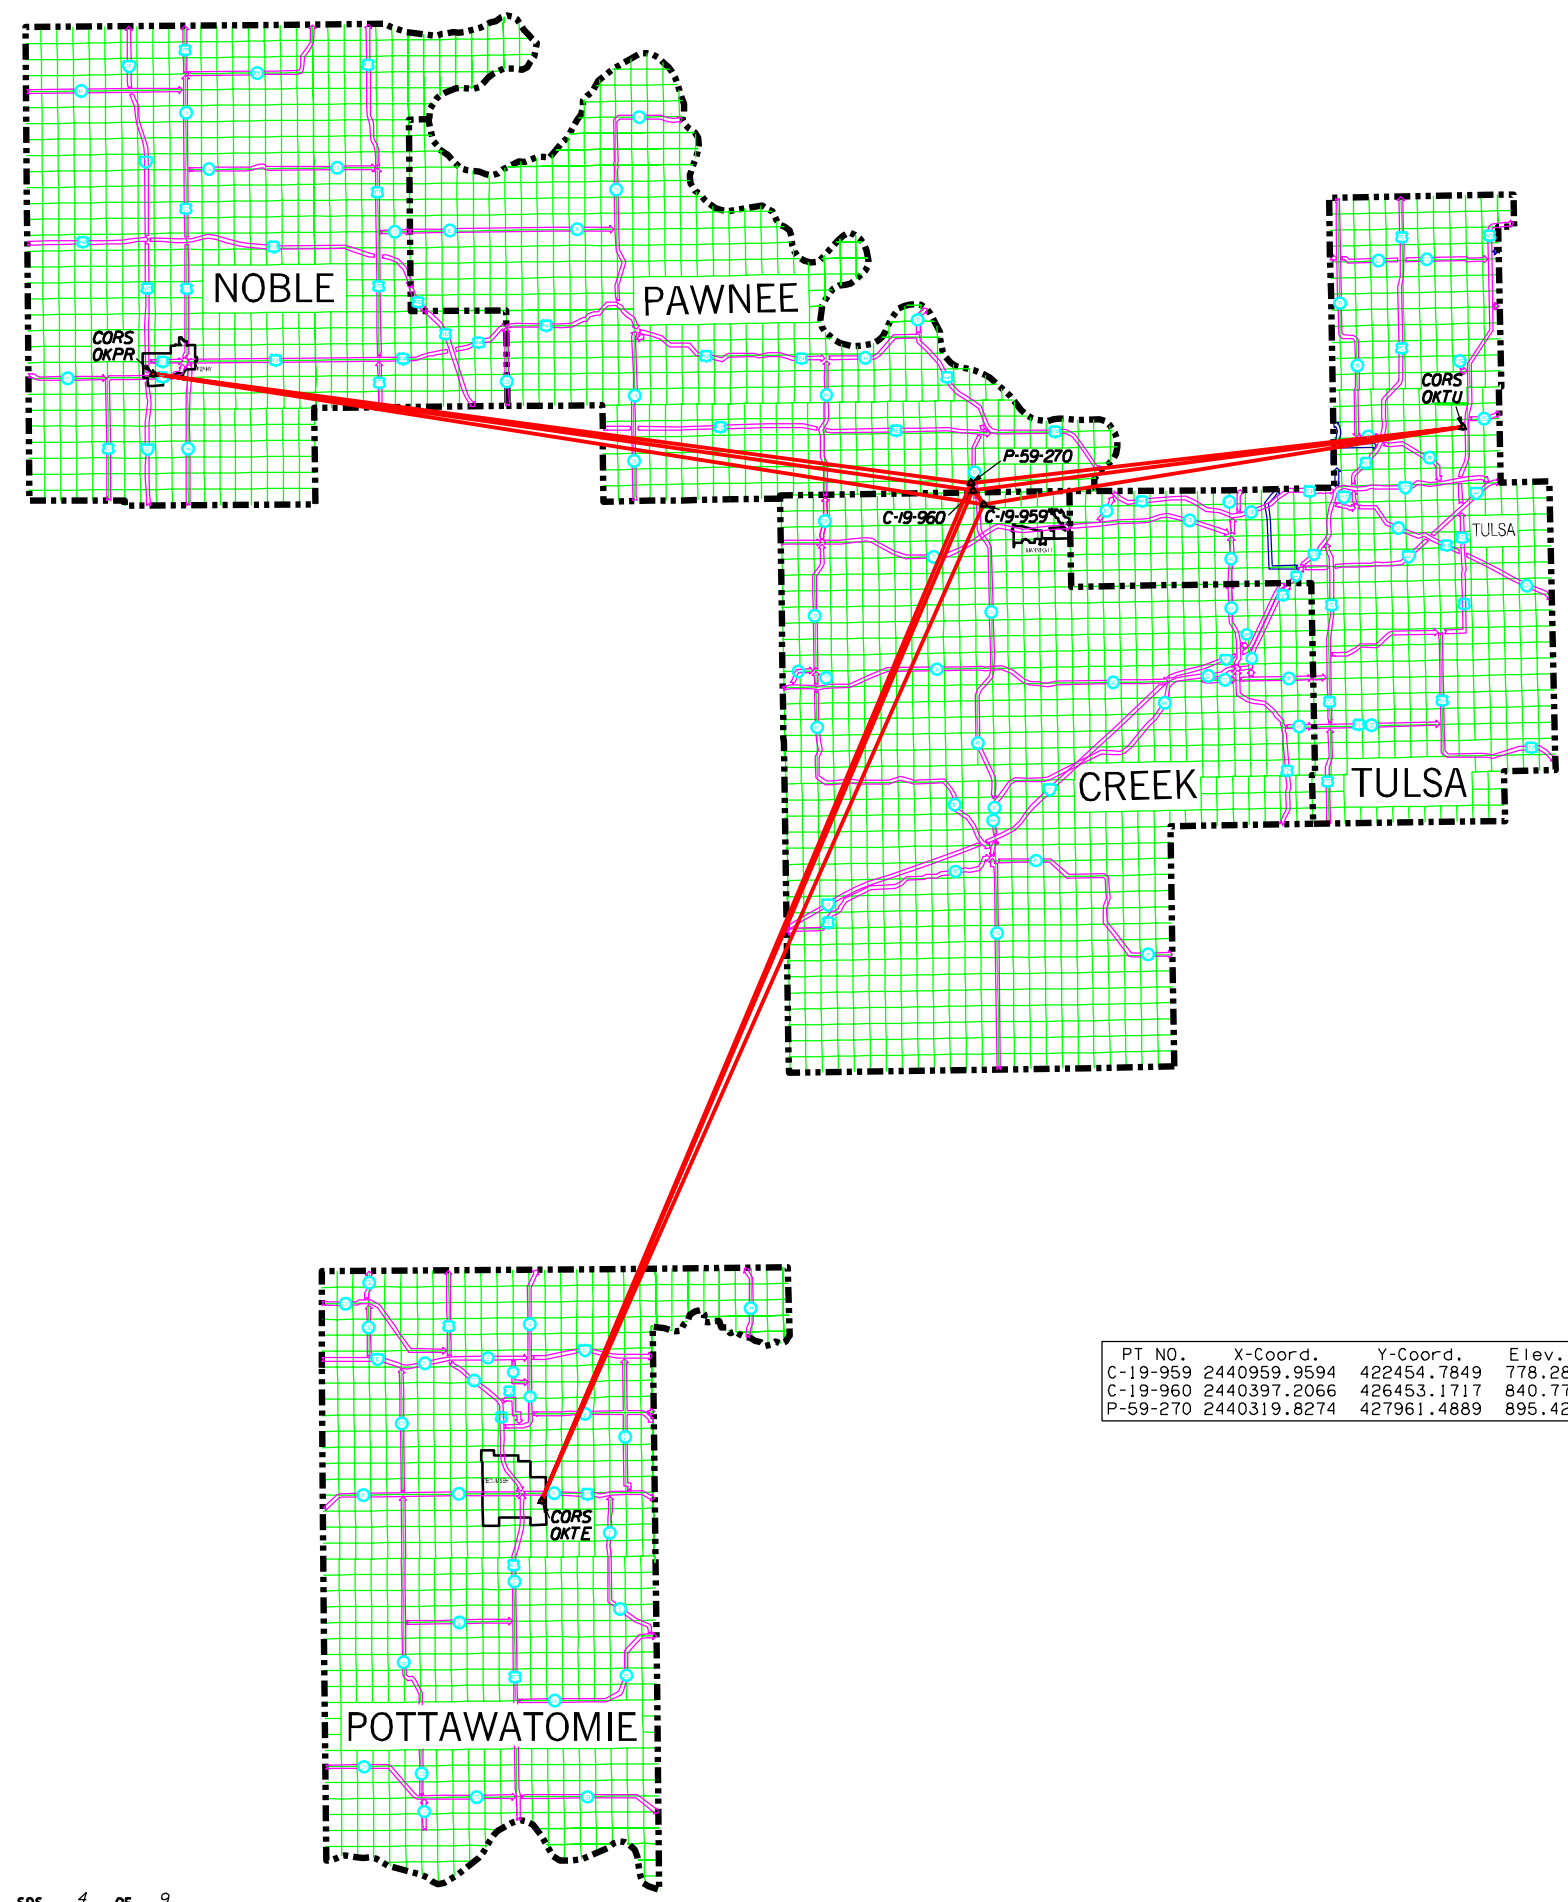 NOBLE
PAWNEE
CORS
OKPR
CORS
OKTU
P-59-270
C-19-960
C-19-959
TULSA
CREEK
TULSA
PT NO. X-Coord. Y-Coord. Elev.
C-19-959 2440959.9594 422454.7849 778.28
C-19-960 2440397.2066 426453.1717 840.77
P-59-270 2440319.8274 427961.4889 895.42
CORS
OKTE
POTTAWATOMIE
4 OF 9